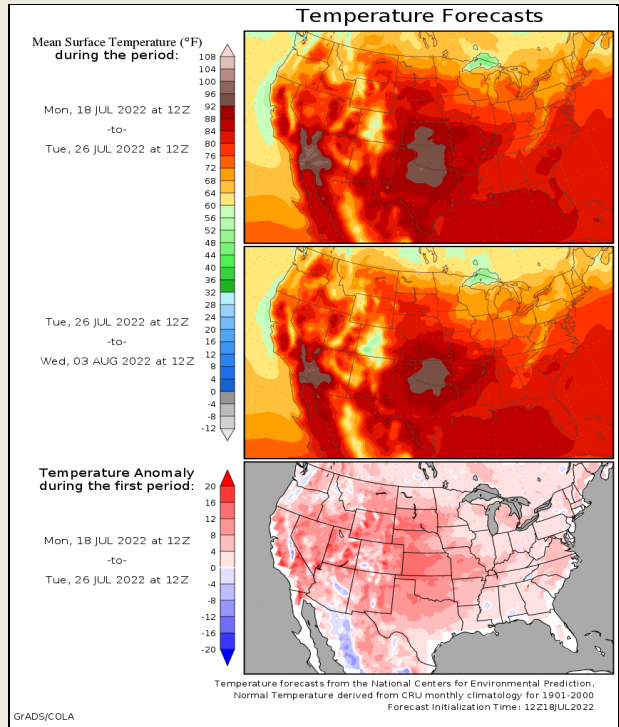 Temperature Forecasts
Mean Surface Temperature (°F)
during the period:
Mon, 18 JUL 2022 at 12Z
-to-
Tue, 26 JUL 2022 at 12Z
108
104
100
96
92
88
84
80
76
72
68
64
60
56
52
48
44
36
32
28
24
20
16
12
8
4
0
-4
-8
-12
Tue, 26 JUL 2022 at 12Z
-to-
Wed, 03 AUG 2022 at 12Z
Temperature Anomaly
during the first period:
Mon, 18 JUL 2022 at 12Z
-to-
Tue, 26 JUL 2022 at 12Z
20
16
12
8
4
0
-4
-8
-12
-16
-20
Temperature forecasts from the National Centers for Environmental Prediction.
Normal Temperature derived from CRU monthly climatology for 1901-2000
Forecast Initialization Time: 12Z18JUL2022
GrADS/COLA